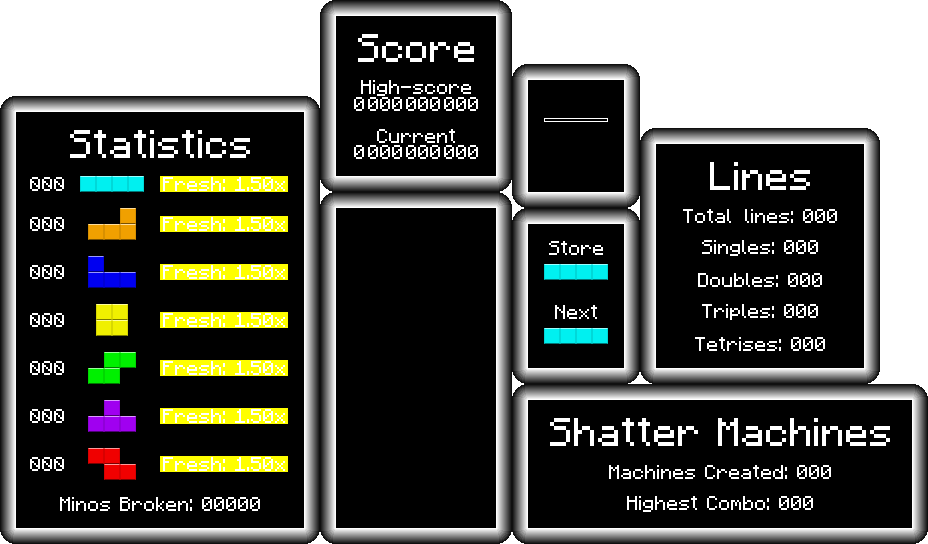 Score
High-score
0000000000
Current
0000000000
Statistics
000 Fresh: 1.50x
000 Fresh: 1.50x
000 Fresh: 1.50x
000 Fresh: 1.50x
000 Fresh: 1.50x
000 Fresh: 1.50x
000 Fresh: 1.50x
Minos Broken: 00000
Store
Next
Lines
Total lines: 000
Singles: 000
Doubles: 000
Triples: 000
Tetrises: 000
Shatter Machines
Machines Created: 000
Highest Combo: 000